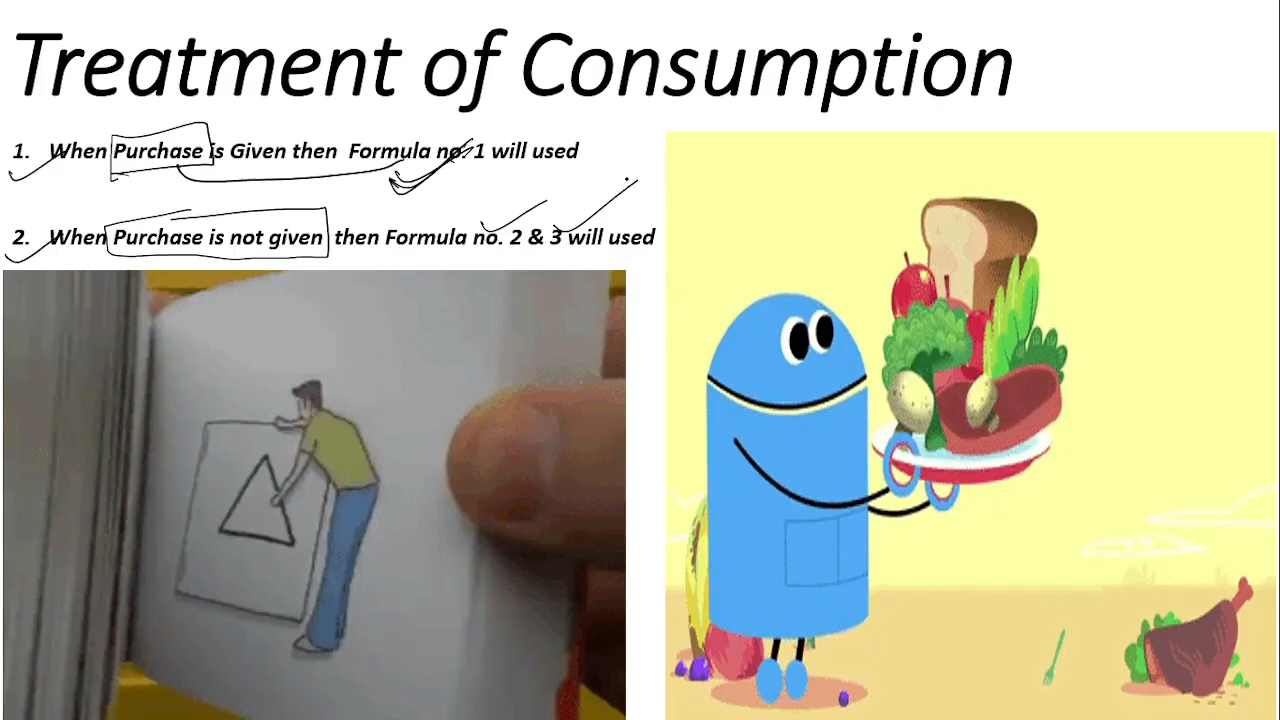 Treatment of Consumption
1. When Purchase is Given then Formula no. 1 will used
2. When Purchase is not given then Formula no. 2 & 3 will used